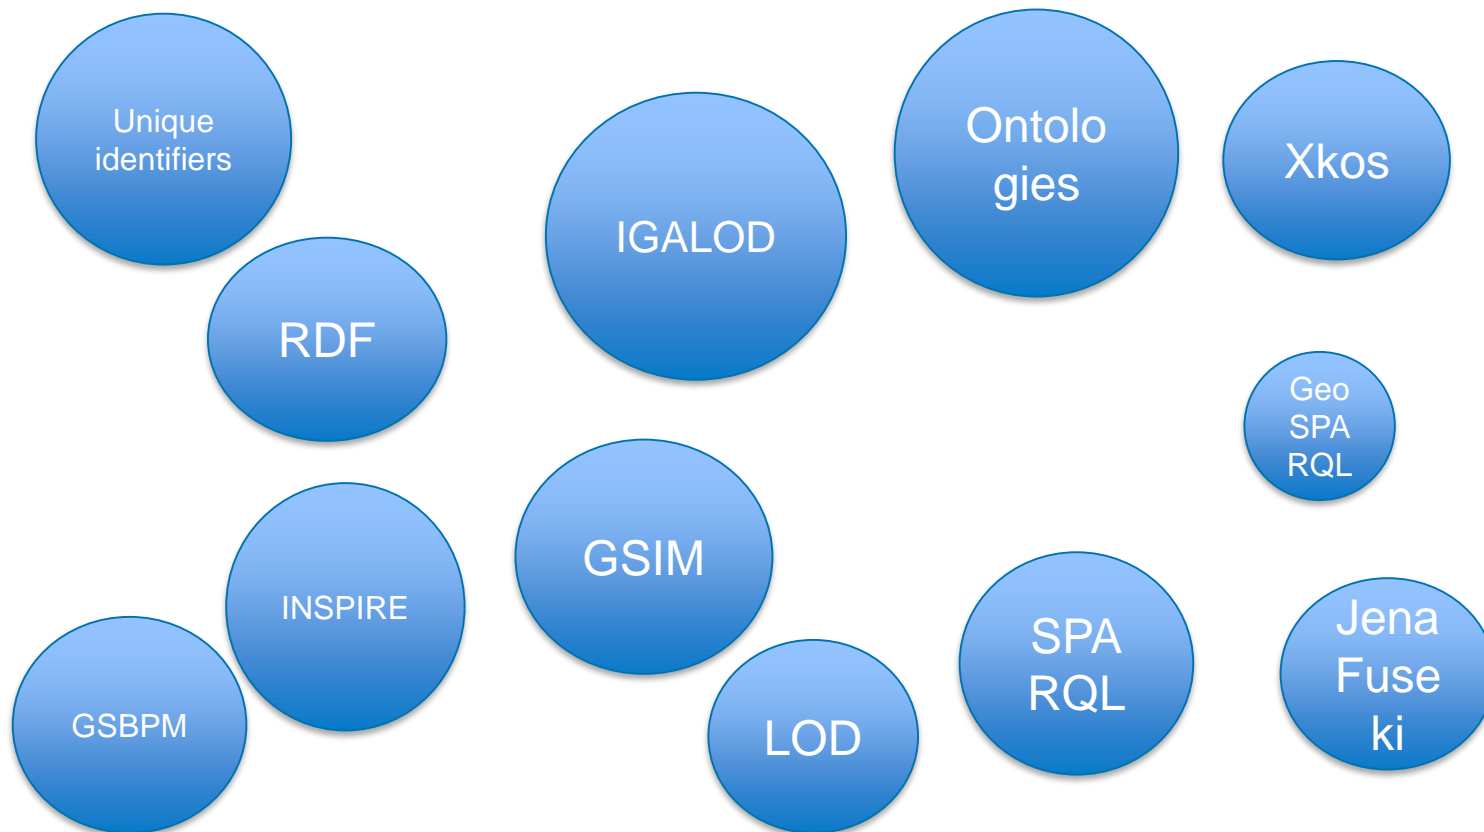 Unique
identifiers
IGALOD
Ontolo
gies
Xkos
RDF
Geo
SPA
RQL
INSPIRE
GSIM
GSBPM
LOD
SPA
RQL
Jena
Fuse
ki